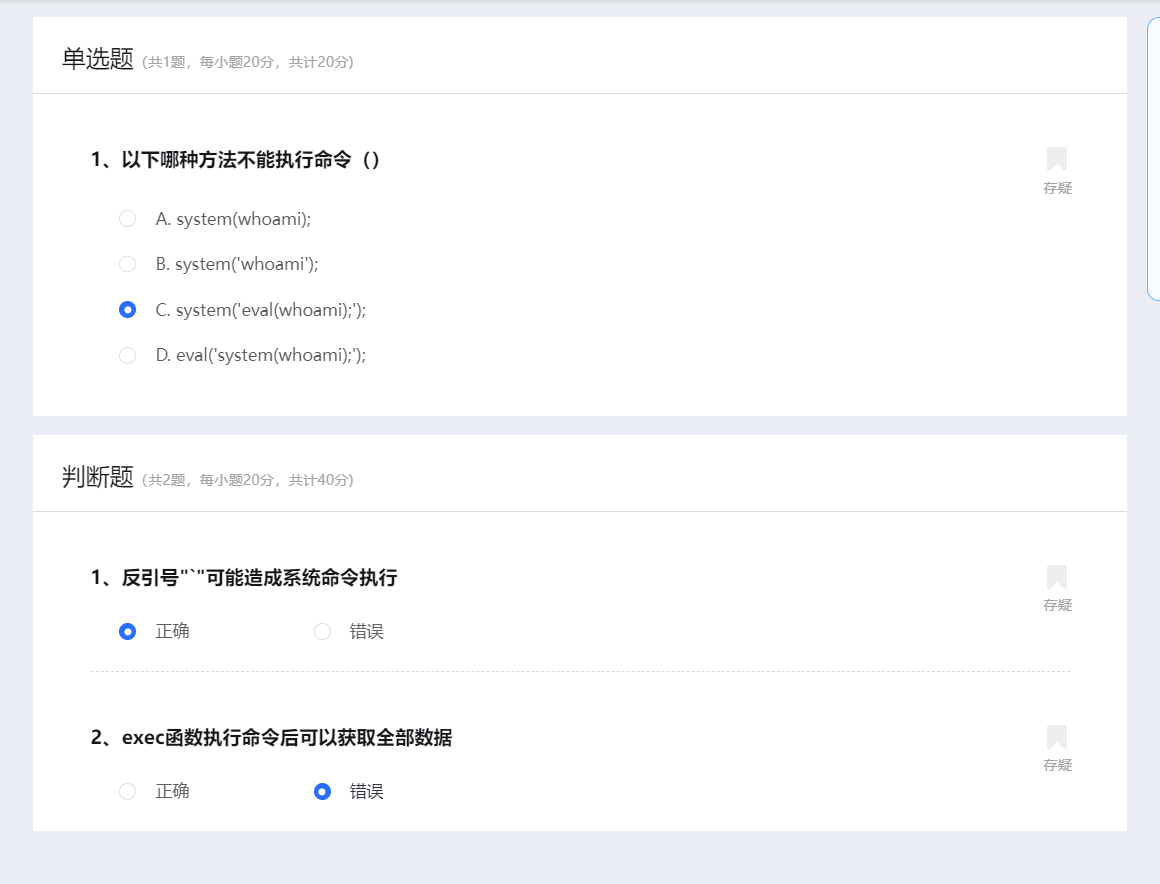 单选题 (共1题，每小题20分，共计20分)
1、以下哪种方法不能执行命令（）
存疑
A. system(whoami);
B. system('whoami');
C. system('eval(whoami);');
D. eval('system(whoami);');
判断题 (共2题，每小题20分，共计40分)
1、反引号"`"可能造成系统命令执行
存疑
正确 错误
2、exec函数执行命令后可以获取全部数据
存疑
正确 错误